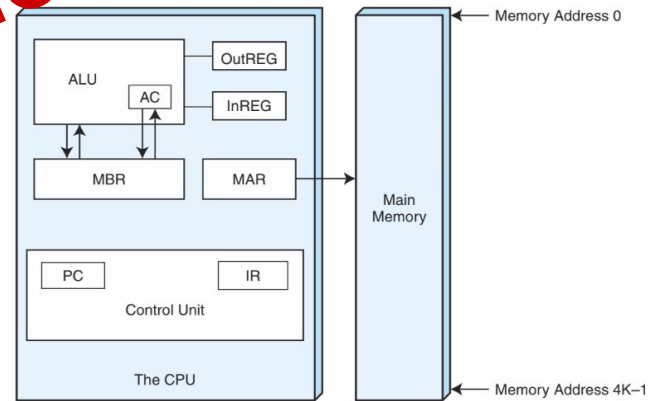 Memory Address 0
OutREG
ALU
AC
InREG
MBR
MAR
Main
Memory
PC
IR
Control Unit
The CPU
Memory Address 4K–1